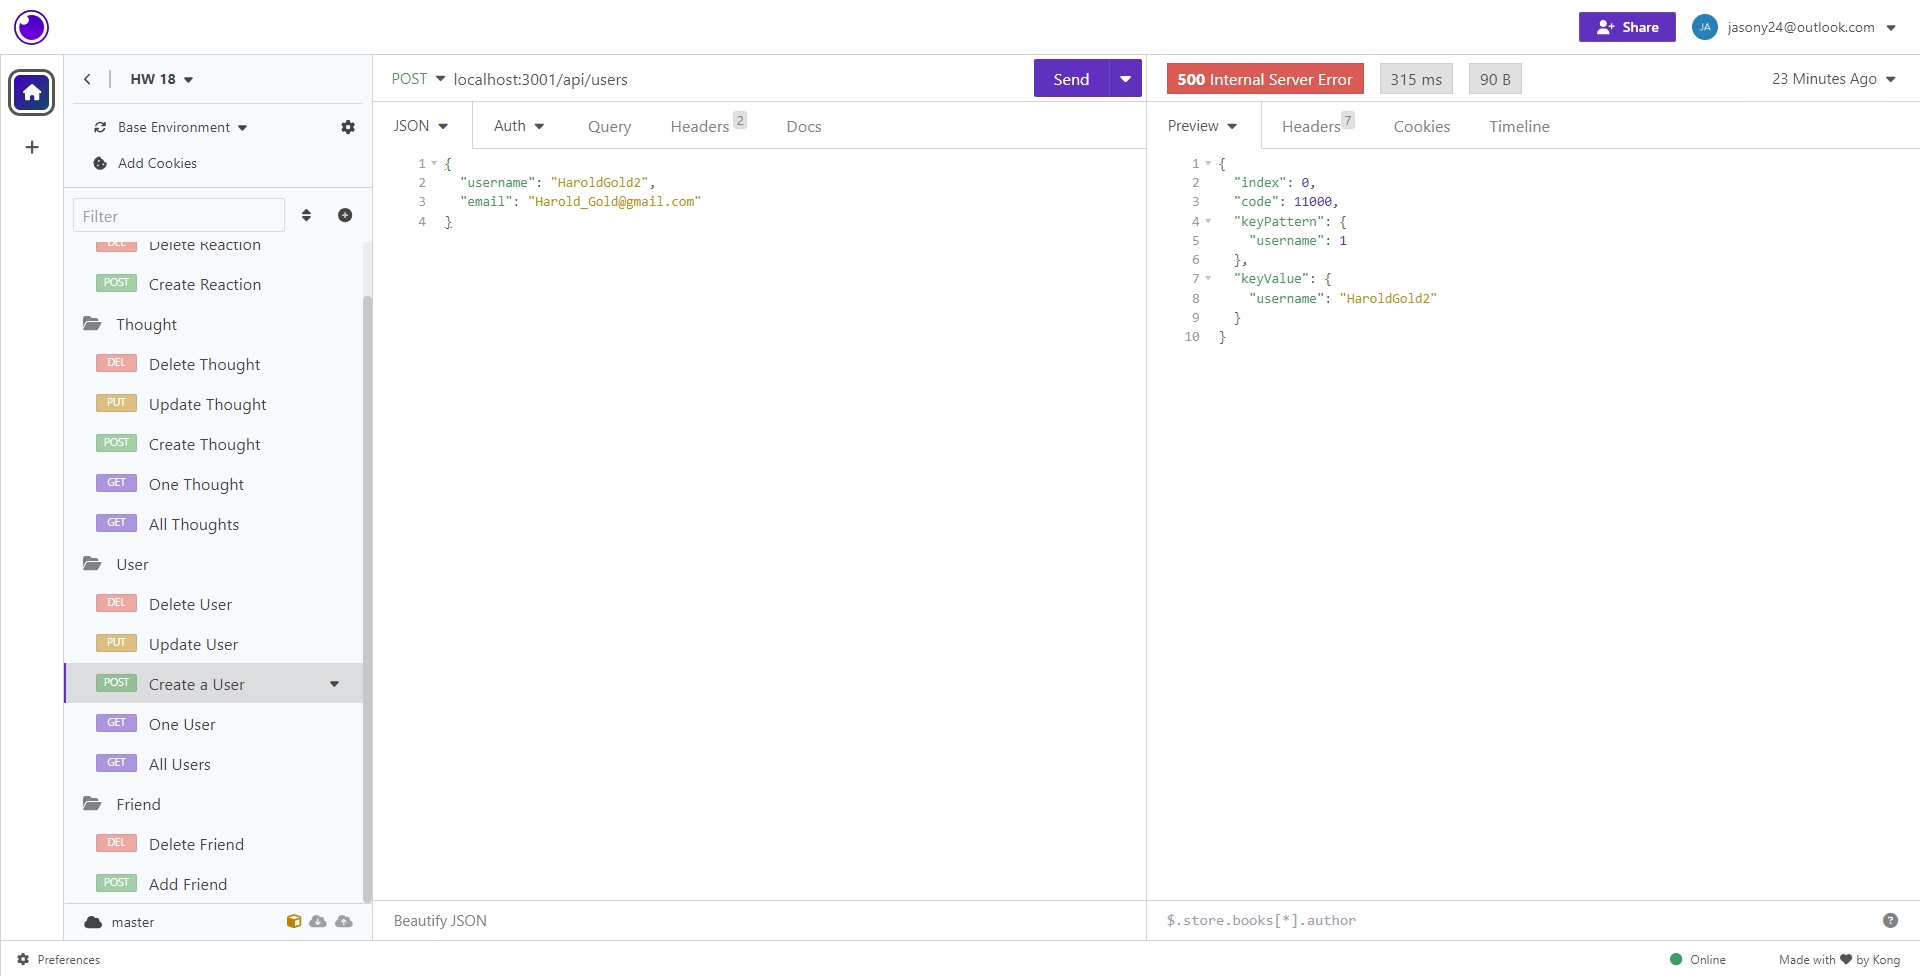 Share
JA
jasony24@outlook.com
HW 18
Base Environment
Add Cookies
Filter
DEL Delete Reaction
POST Create Reaction
Thought
DEL Delete Thought
PUT Update Thought
POST Create Thought
GET One Thought
GET All Thoughts
User
DEL Delete User
PUT Update User
POST Create a User
GET One User
GET All Users
Friend
DEL Delete Friend
POST Add Friend
master
POST localhost:3001/api/users
Send
JSON Auth Query Headers 2 Docs
1 {
2 "username": "HaroldGold2",
3 "email": "Harold_Gold@gmail.com"
4 }
Beautify JSON
500 Internal Server Error 315 ms 90 B 23 Minutes Ago
Preview Headers 7 Cookies Timeline
1 {
2 "index": 0,
3 "code": 11000,
4 "keyPattern": {
5 "username": 1
6 },
7 "keyValue": {
8 "username": "HaroldGold2"
9 }
10 }
$.store.books[*].author
?
Preferences
Online
Made with ♥ by Kong